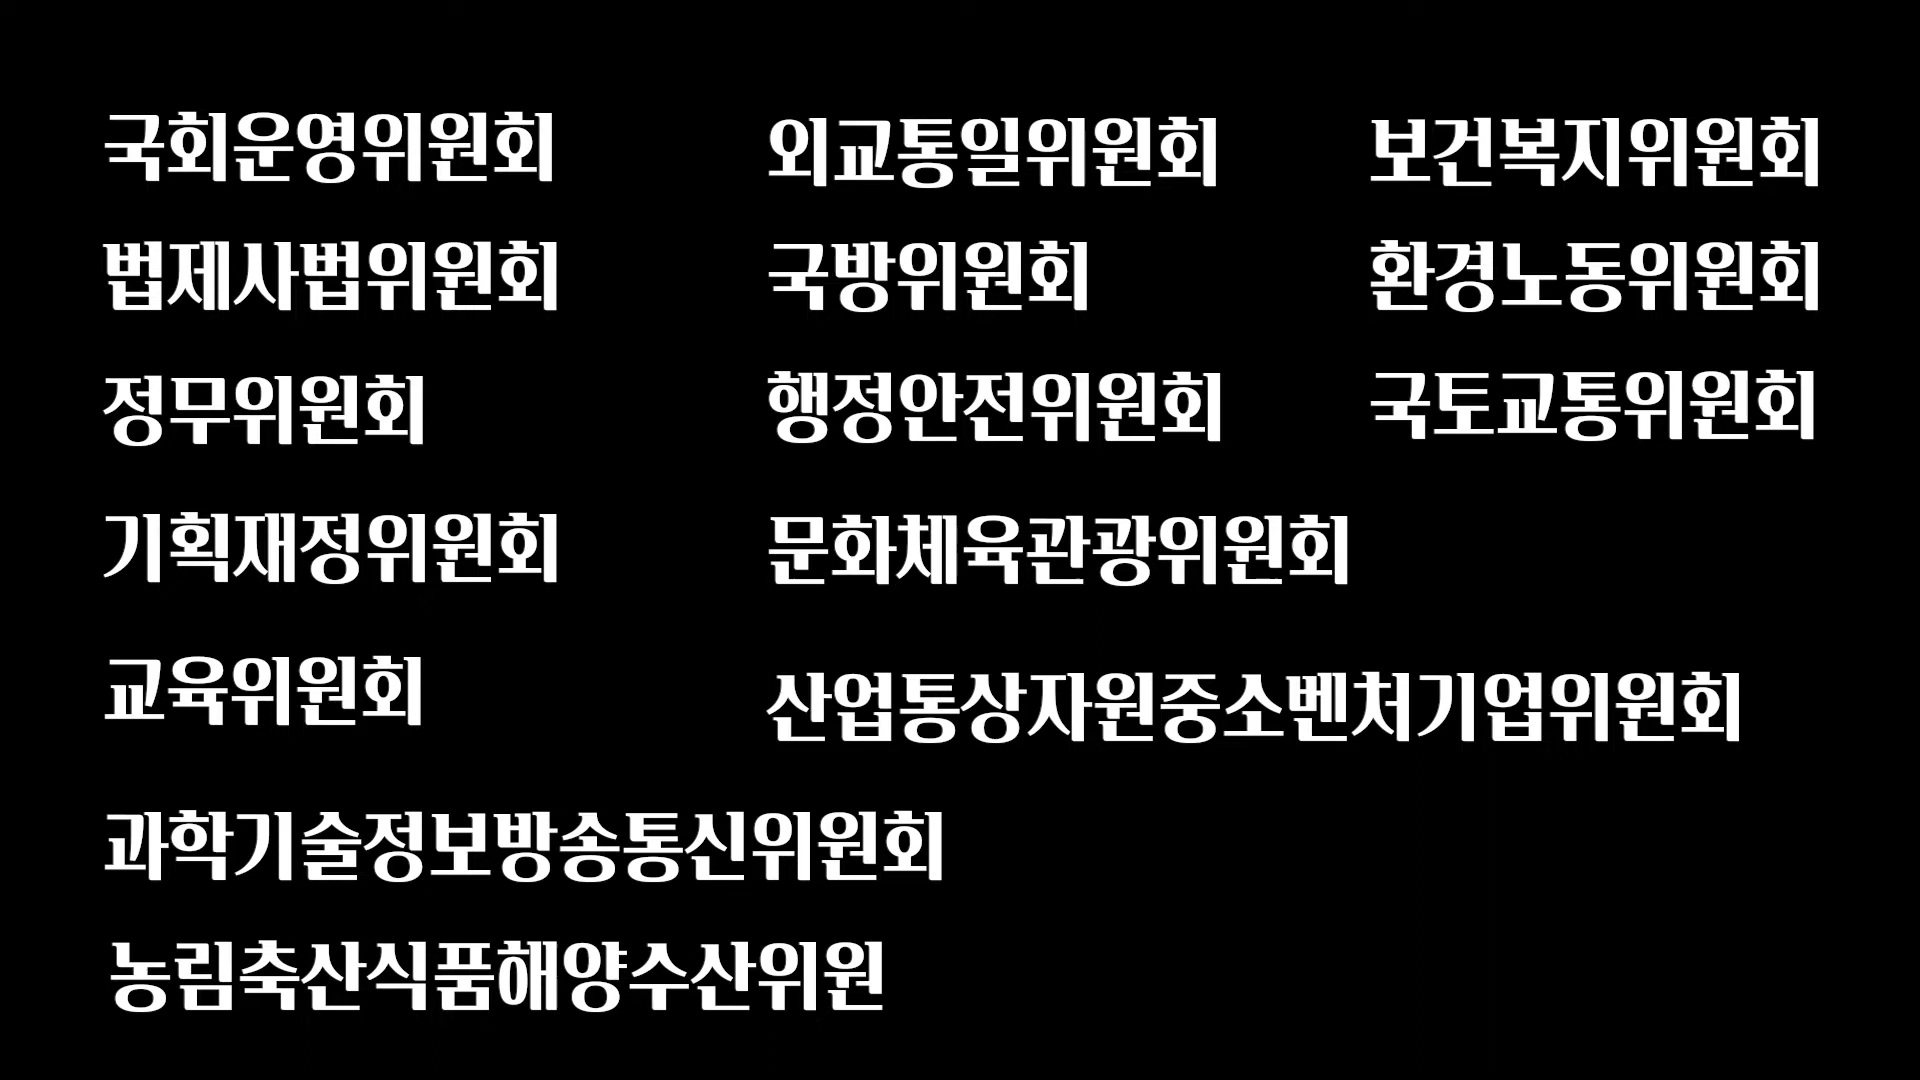 국회운영위원회
법제사법위원회
정무위원회
기획재정위원회
교육위원회
과학기술정보방송통신위원회
농림축산식품해양수산위원
외교통일위원회
국방위원회
행정안전위원회
문화체육관광위원회
산업통상자원중소벤처기업위원회
보건복지위원회
환경노동위원회
국토교통위원회